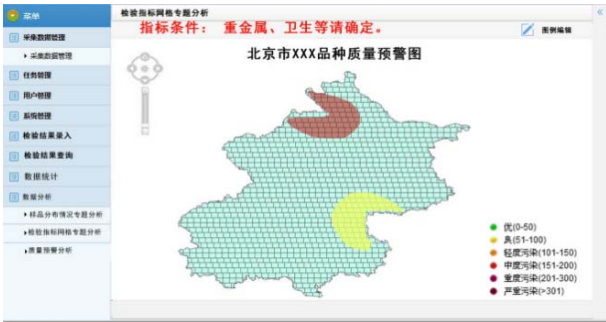 菜单
检验指标网格专题分析
指标条件： 重金属、卫生等请确定。
图例编辑
采集数据管理
采集数据管理
任务管理
用户管理
系统管理
检验结果录入
检验结果查询
数据统计
数据分析
样品分布情况专题分析
检验指标网格专题分析
质量预警分析
北京市XXX品种质量预警图
优(0-50)
良(51-100)
轻度污染(101-150)
中度污染(151-200)
重度污染(201-300)
严重污染(>301)